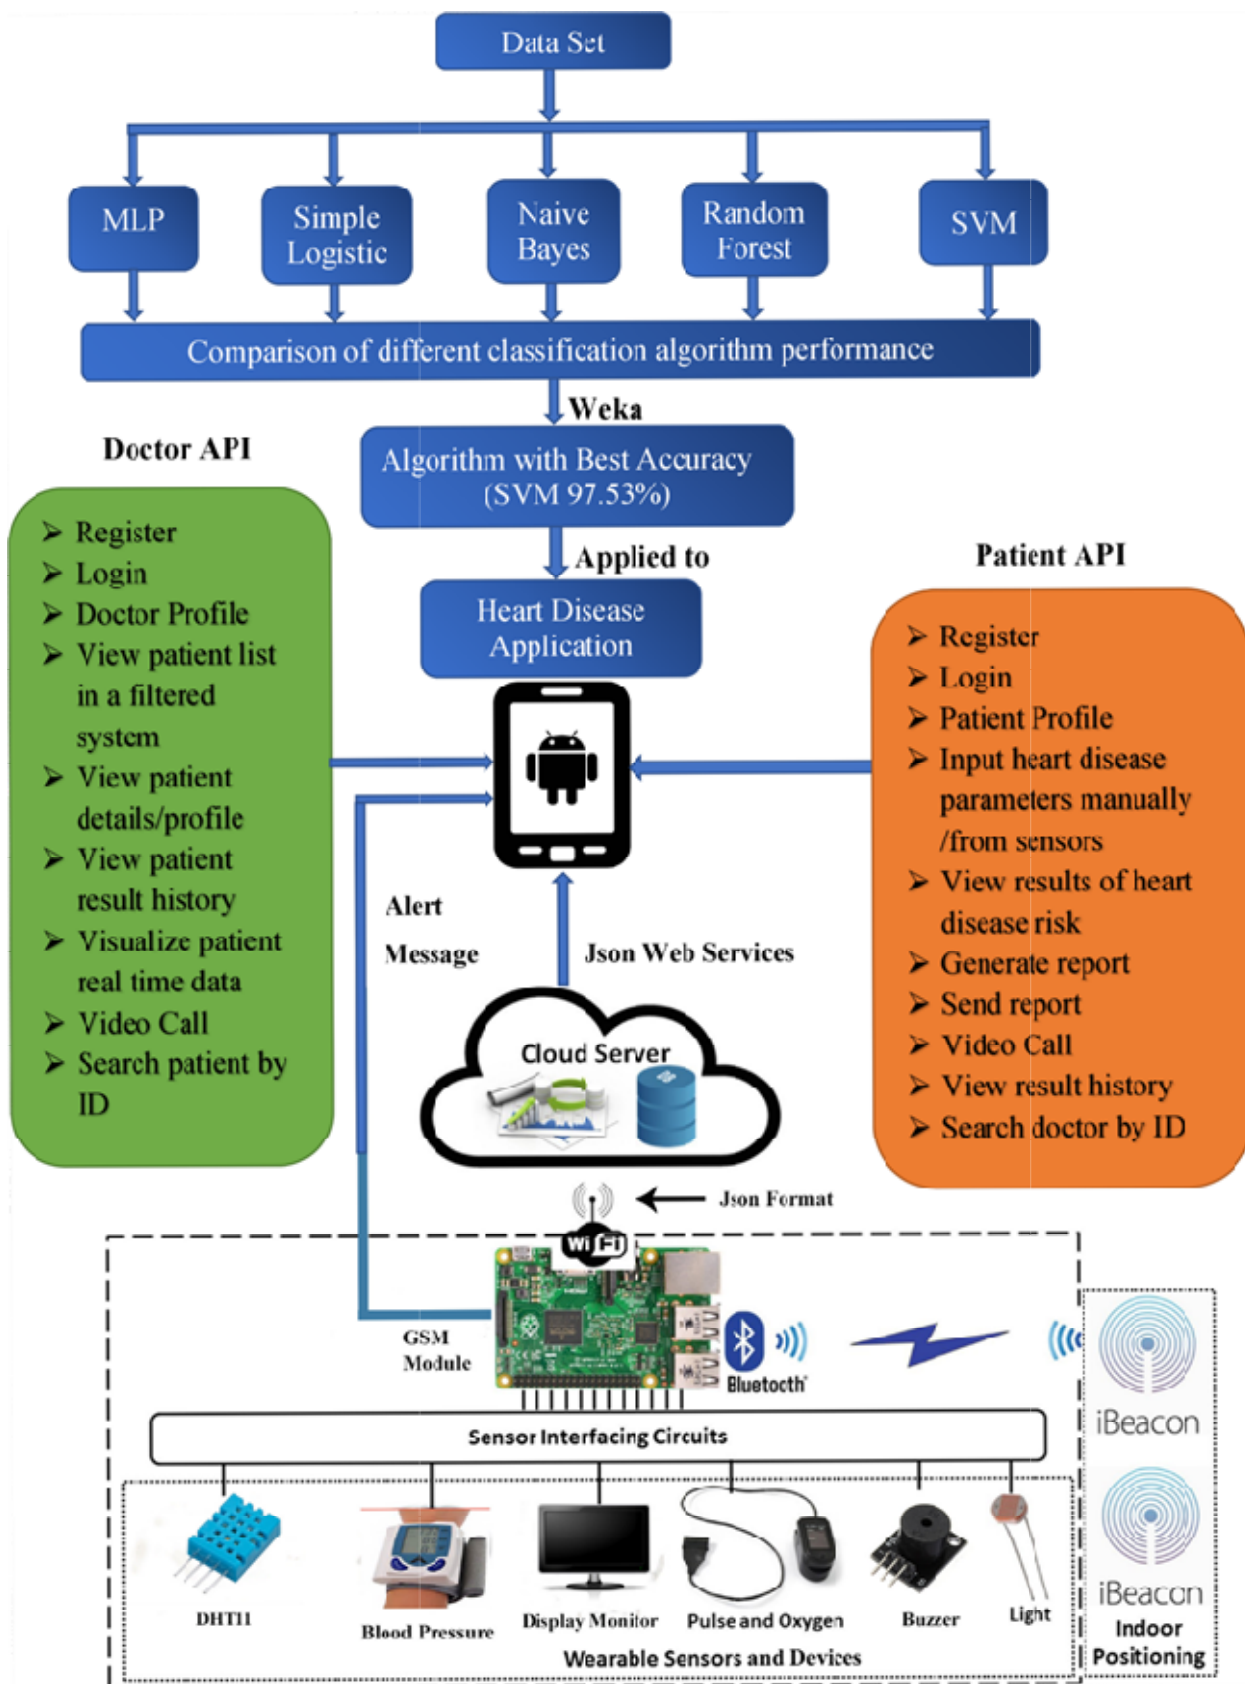 Data Set
MLP
Simple
Logistic
Naive
Bayes
Random
Forest
SVM
Comparison of different classification algorithm performance
Weka
Algorithm with Best Accuracy
(SVM 97.53%)
Applied to
Heart Disease
Application
Doctor API
➢ Register
➢ Login
➢ Doctor Profile
➢ View patient list
in a filtered
system
➢ View patient
details/profile
➢ View patient
result history
➢ Visualize patient
real time data
➢ Video Call
➢ Search patient by
ID
Patient API
➢ Register
➢ Login
➢ Patient Profile
➢ Input heart disease
parameters manually
/from sensors
➢ View results of heart
disease risk
➢ Generate report
➢ Send report
➢ Video Call
➢ View result history
➢ Search doctor by ID
Alert
Message
Json Web Services
Cloud Server
Json Format
WiFi
GSM
Module
Bluetooth
Sensor Interfacing Circuits
DHT11
Blood Pressure
Display Monitor
Pulse and Oxygen
Buzzer
Light
Wearable Sensors and Devices
iBeacon
iBeacon
Indoor
Positioning